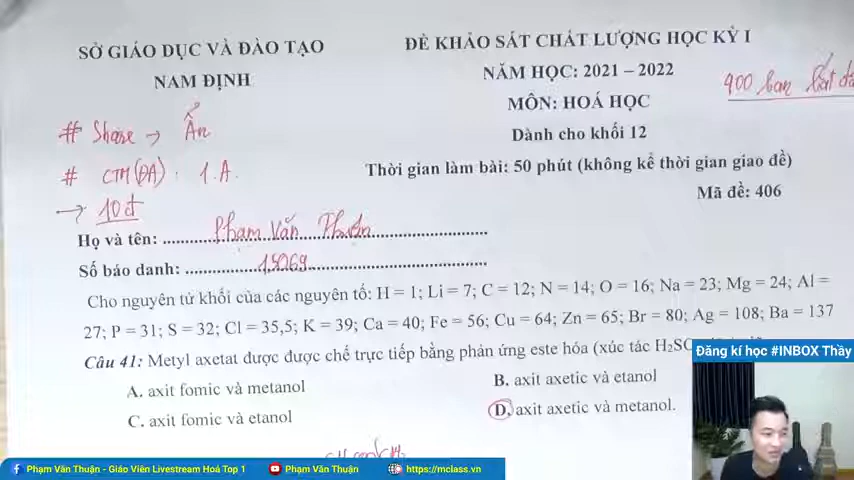 SỞ GIÁO DỤC VÀ ĐÀO TẠO
NAM ĐỊNH
ĐỀ KHẢO SÁT CHẤT LƯỢNG HỌC KỲ I
NĂM HỌC: 2021 – 2022
MÔN: HOÁ HỌC
Dành cho khối 12
Thời gian làm bài: 50 phút (không kể thời gian giao đề)
Mã đề: 406
900 bạn bắt đầ
# Share → Ẩn
# CTM(ĐA). 1.A.
→ 10đ
Họ và tên: Phạm Văn Thuận
Số báo danh: 15069
Cho nguyên tử khối của các nguyên tố: H = 1; Li = 7; C = 12; N = 14; O = 16; Na = 23; Mg = 24; Al =
27; P = 31; S = 32; Cl = 35,5; K = 39; Ca = 40; Fe = 56; Cu = 64; Zn = 65; Br = 80; Ag = 108; Ba = 137
Câu 41: Metyl axetat được được chế trực tiếp bằng phản ứng este hóa (xúc tác
A. axit fomic và metanol
B. axit axetic và etanol
C. axit fomic và etanol
D. axit axetic và metanol.
Đăng kí học #INBOX Thầy
Phạm Văn Thuận - Giáo Viên Livestream Hoá Top 1
Phạm Văn Thuận
https://mclass.vn